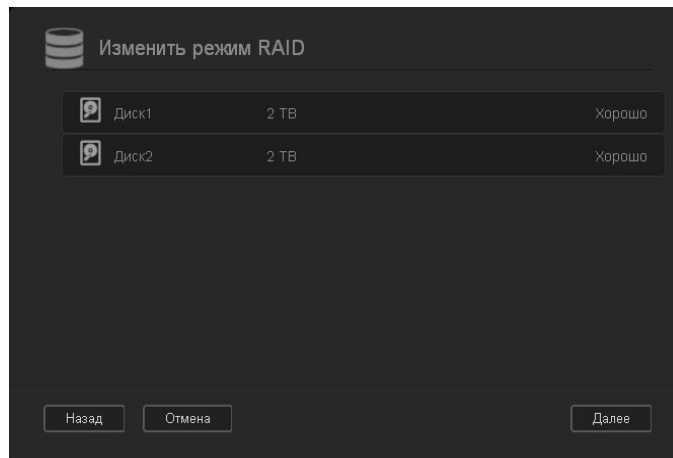 Изменить режим RAID
Диск1 2 TB Хорошо
Диск2 2 TB Хорошо
Назад Отмена Далее